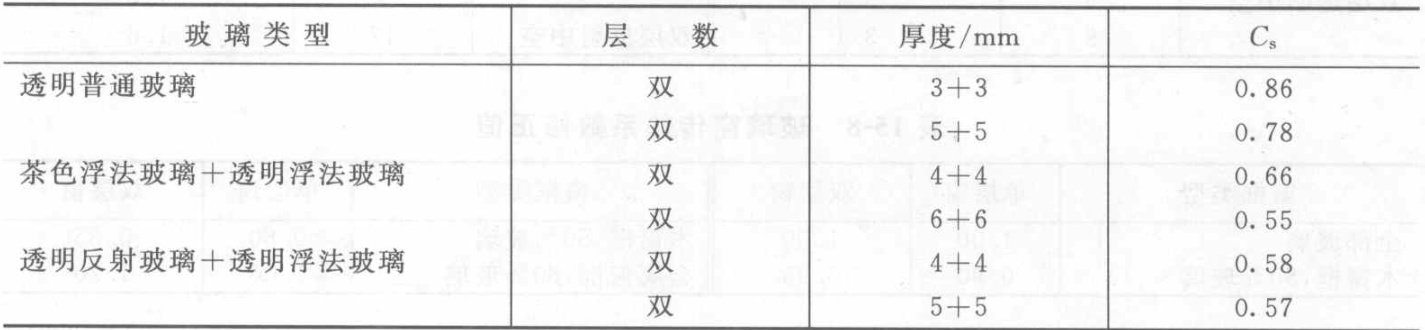 玻璃类型 层数 厚度/mm Cs
透明普通玻璃 双 3+3 0.86
双 5+5 0.78
茶色浮法玻璃+透明浮法玻璃 双 4+4 0.66
双 6+6 0.55
透明反射玻璃+透明浮法玻璃 双 4+4 0.58
双 5+5 0.57